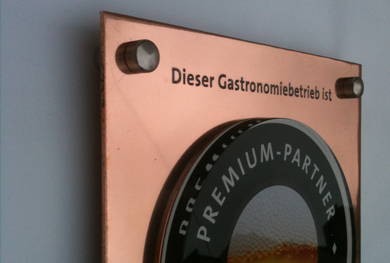 Dieser Gastronomiebetrieb ist
PREMIUM-PARTNER